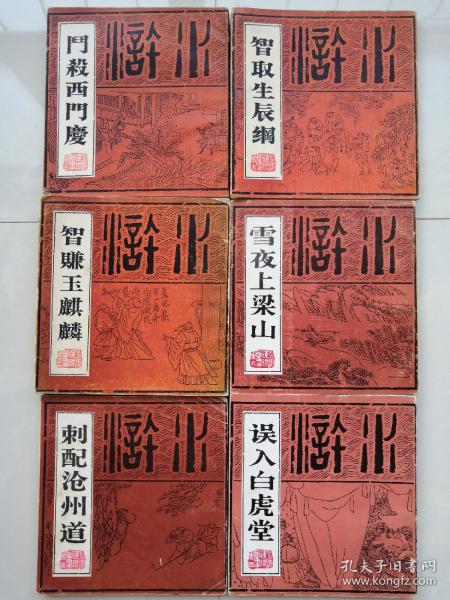 水滸
鬥殺西門慶
水滸
智取生辰纲
水滸
智賺玉麒麟
水滸
雪夜上梁山
水滸
刺配沧州道
水滸
误入白虎堂
孔夫子旧书网
www.kongfz.com